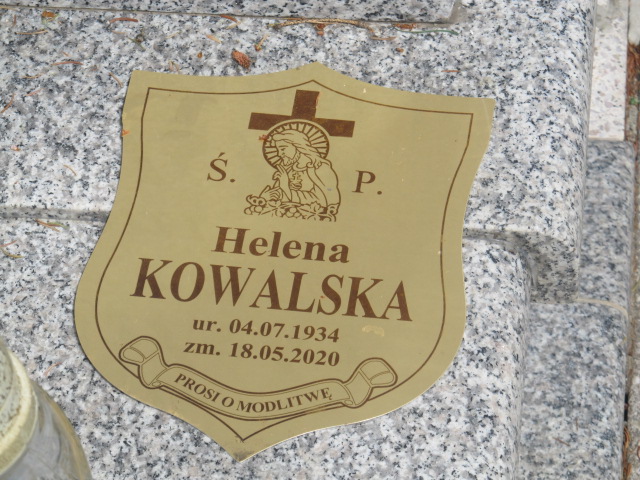 Ś. P.
Helena
KOWALSKA
ur. 04.07.1934
zm. 18.05.2020
PROSI O MODLITWĘ